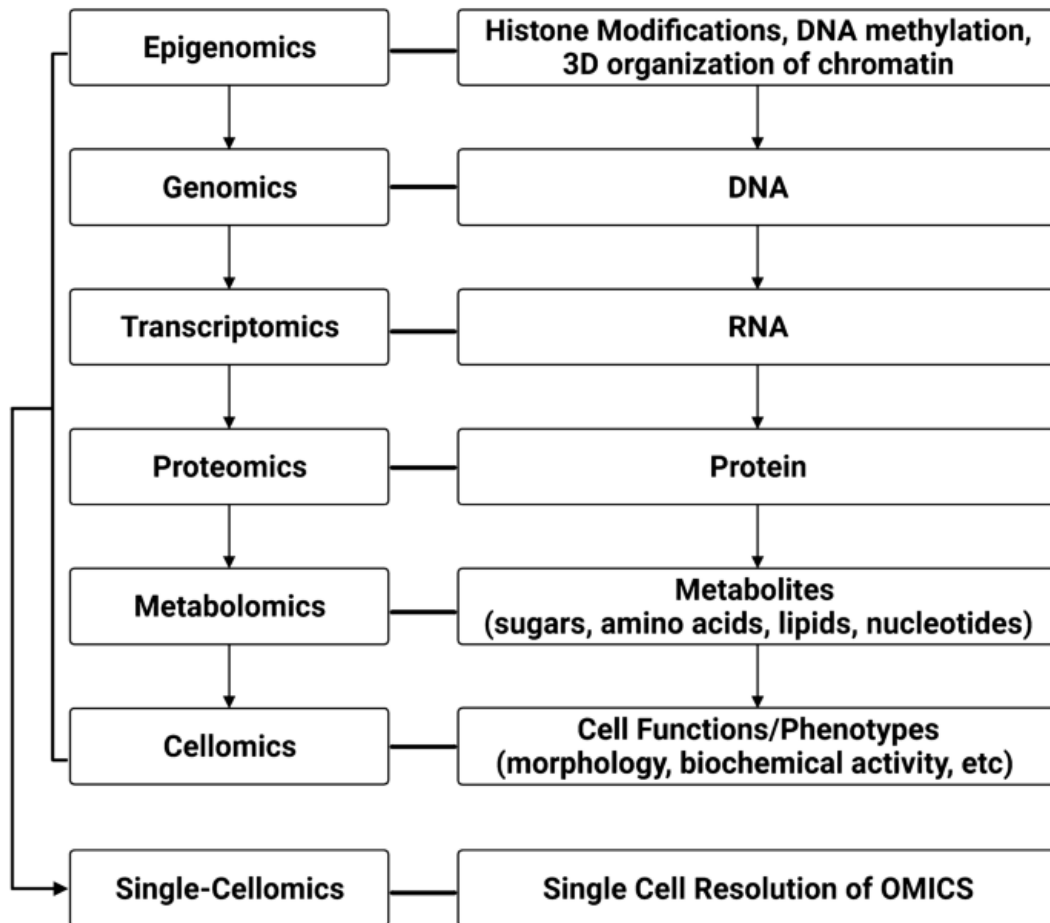 Epigenomics
Histone Modifications, DNA methylation,
3D organization of chromatin
Genomics
DNA
Transcriptomics
RNA
Proteomics
Protein
Metabolomics
Metabolites
(sugars, amino acids, lipids, nucleotides)
Cellomics
Cell Functions/Phenotypes
(morphology, biochemical activity, etc)
Single-Cellomics
Single Cell Resolution of OMICS